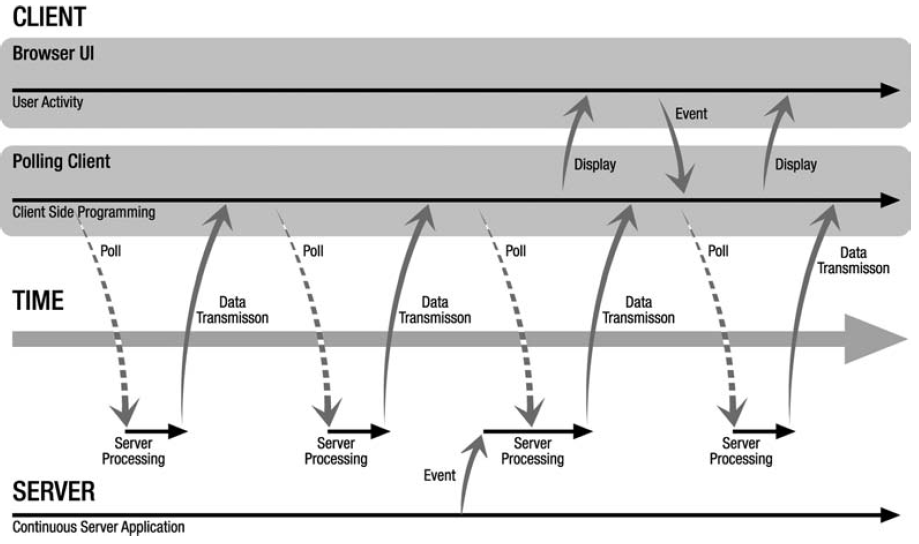 CLIENT
Browser UI
User Activity
Event
Display
Display
Polling Client
Client Side Programming
Poll
Poll
Poll
Poll
Data
Transmisson
TIME
Data
Transmisson
Data
Transmisson
Data
Transmisson
Server
Processing
Server
Processing
Server
Processing
Server
Processing
Event
SERVER
Continuous Server Application